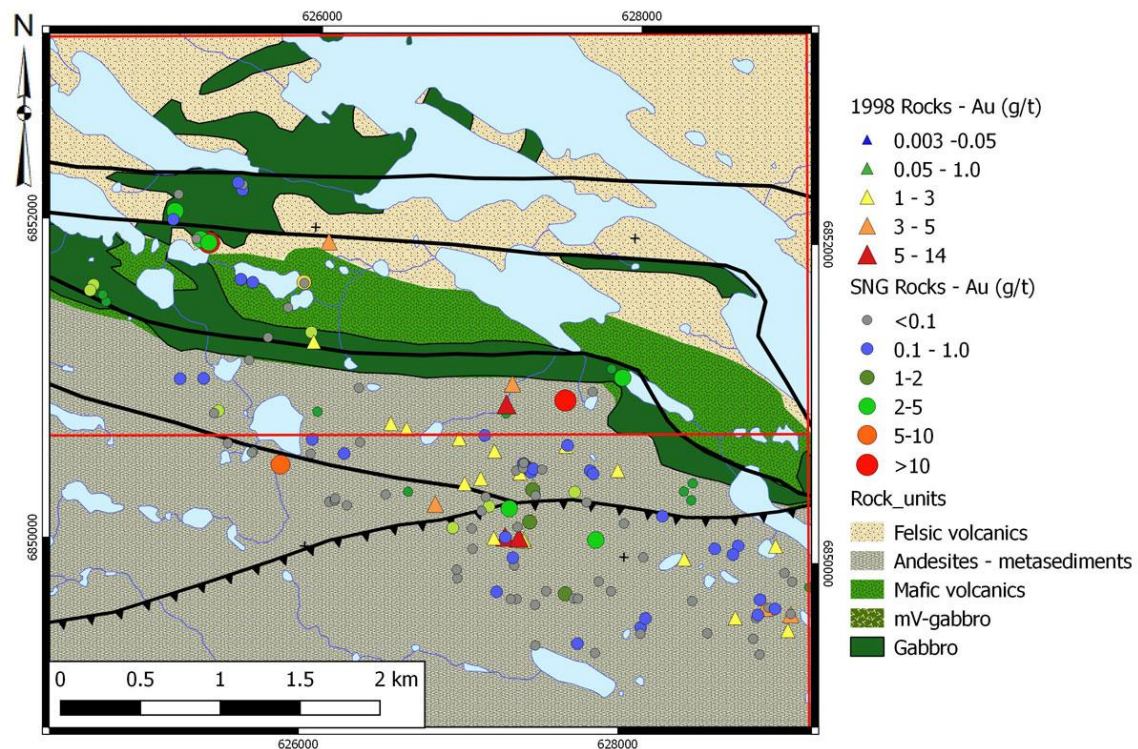 N
626000
628000
6852000
6852000
6850000
6850000
0 0.5 1 1.5 2 km
626000
628000
1998 Rocks - Au (g/t)
0.003 -0.05
0.05 - 1.0
1 - 3
3 - 5
5 - 14
SNG Rocks - Au (g/t)
<0.1
0.1 - 1.0
1-2
2-5
5-10
>10
Rock_units
Felsic volcanics
Andesites - metasediments
Mafic volcanics
mV-gabbro
Gabbro